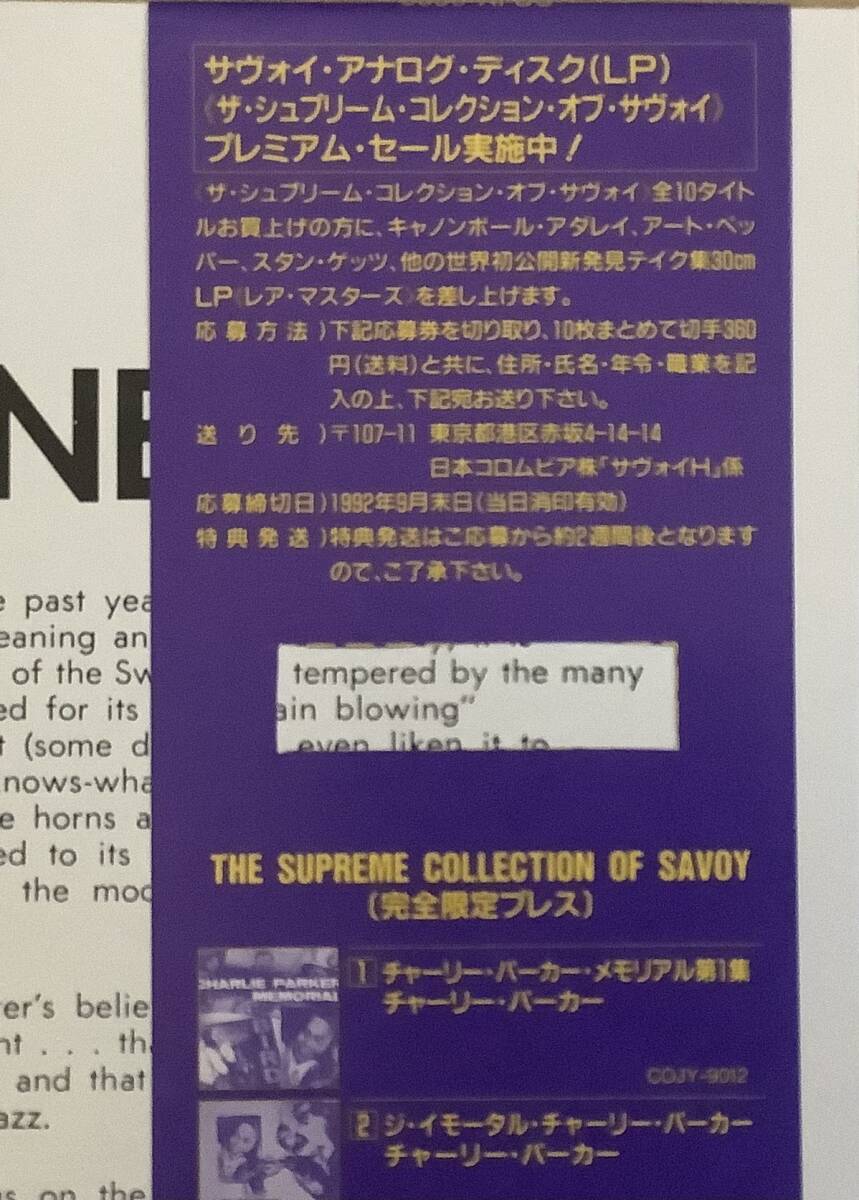 サヴォイ・アナログ・ディスク(LP)
《ザ・シュプリーム・コレクション・オブ・サヴォイ》
プレミアム・セール実施中！
《ザ・シュプリーム・コレクション・オブ・サヴォイ》全10タイト
ルお買上げの方に、キャノンボール・アダレイ、アート・ペッ
パー、スタン・ゲッツ、他の世界初公開新発見テイク集30cm
LP《レア・マスターズ》を差し上げます。
応募方法)下記応募券を切り取り、10枚まとめて切手360
円(送料)と共に、住所・氏名・年令・職業を記
入の上、下記宛お送り下さい。
送り先)〒107-11 東京都港区赤坂4-14-14
日本コロムビア株「サヴォイH」係
応募締切日)1992年9月末日(当日消印有効)
特典発送)特典発送はご応募から約2週間後となります
ので、ご了承下さい。
NE
past yea
eaning an
of the Sw
ed for its
(some d
nows-wha
e horns a
ed to its
the mod
er's belie
nt . . . th
and that
azz.
on the
tempered by the many
ain blowing"
even liken it to
THE SUPREME COLLECTION OF SAVOY
(完全限定プレス)
CHARLIE PARKER
MEMORIAL
1 チャーリー・パーカー・メモリアル第1集
チャーリー・パーカー
COJY-9012
2 ジ・イモータル・チャーリー・パーカー
チャーリー・パーカー